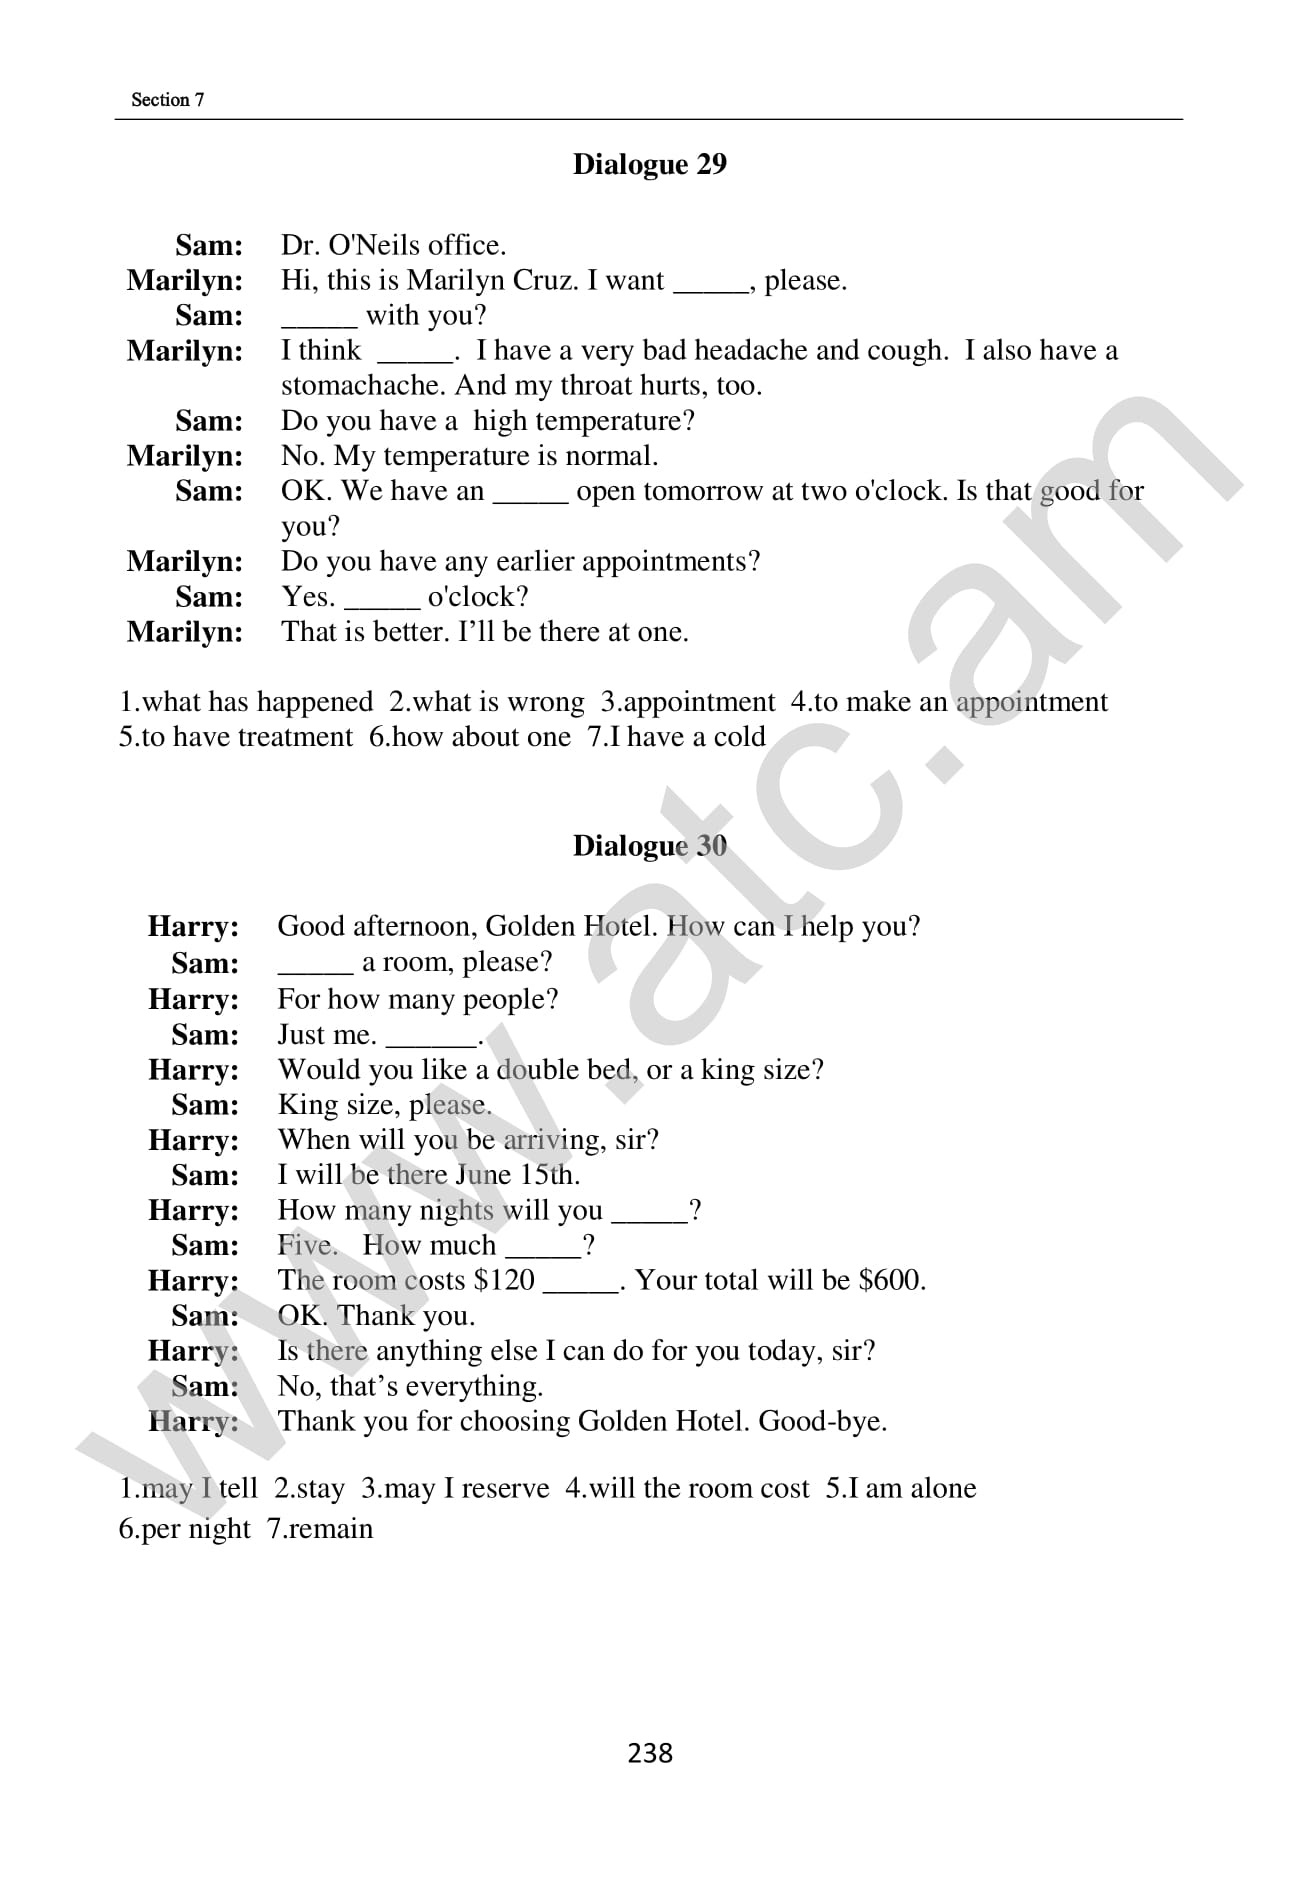 Section 7
Dialogue 29
Sam: Dr. O'Neils office.
Marilyn: Hi, this is Marilyn Cruz. I want _____, please.
Sam: _____ with you?
Marilyn: I think _____. I have a very bad headache and cough. I also have a
stomachache. And my throat hurts, too.
Sam: Do you have a high temperature?
Marilyn: No. My temperature is normal.
Sam: OK. We have an _____ open tomorrow at two o'clock. Is that good for
you?
Marilyn: Do you have any earlier appointments?
Sam: Yes. _____ o'clock?
Marilyn: That is better. I’ll be there at one.
1.what has happened 2.what is wrong 3.appointment 4.to make an appointment
5.to have treatment 6.how about one 7.I have a cold
Dialogue 30
Harry: Good afternoon, Golden Hotel. How can I help you?
Sam: _____ a room, please?
Harry: For how many people?
Sam: Just me. ______.
Harry: Would you like a double bed, or a king size?
Sam: King size, please.
Harry: When will you be arriving, sir?
Sam: I will be there June 15th.
Harry: How many nights will you _____?
Sam: Five. How much _____?
Harry: The room costs $120 _____. Your total will be $600.
Sam: OK. Thank you.
Harry: Is there anything else I can do for you today, sir?
Sam: No, that’s everything.
Harry: Thank you for choosing Golden Hotel. Good-bye.
1.may I tell 2.stay 3.may I reserve 4.will the room cost 5.I am alone
6.per night 7.remain
238
www.atc.am